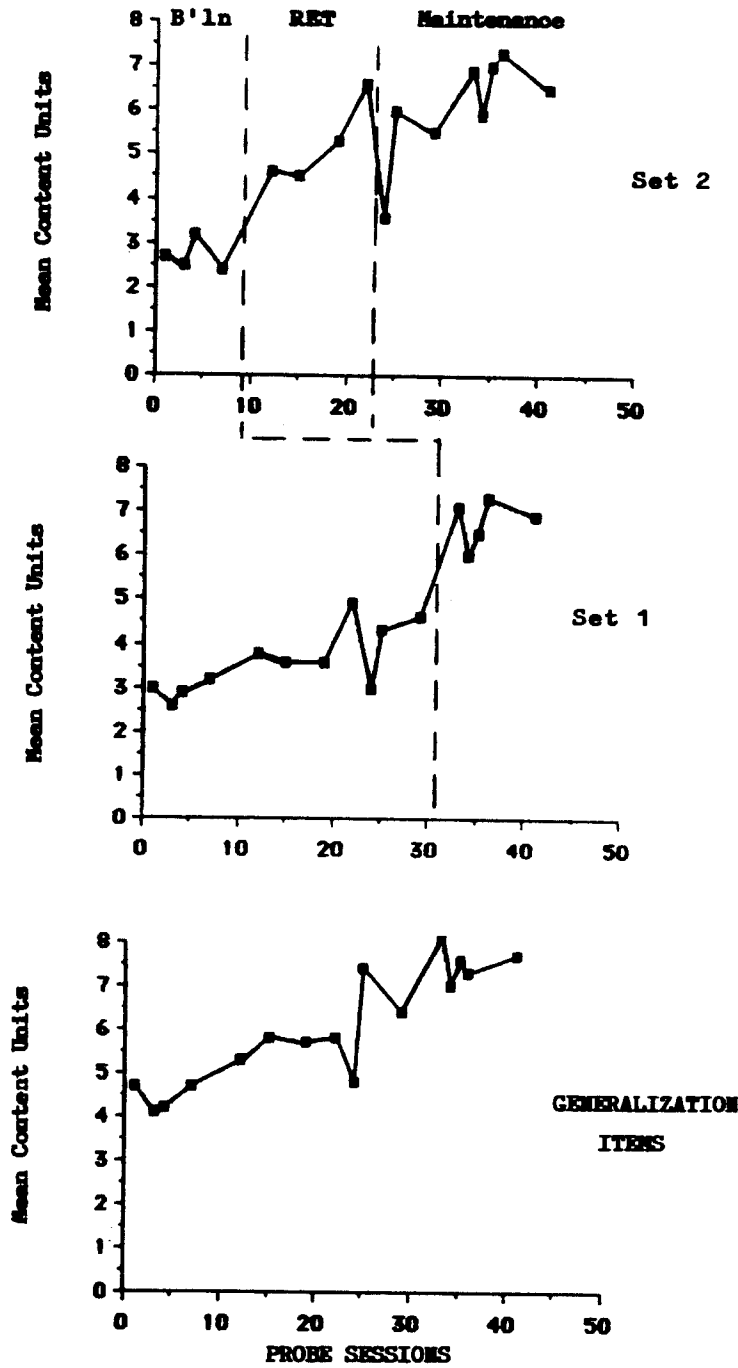 B'ln RET Maintenance
8
7
6
5
4
3
2
1
0
Mean Content Units
Set 2
0 10 20 30 40 50
8
7
6
5
4
3
2
1
0
Mean Content Units
Set 1
0 10 20 30 40 50
8
7
6
5
4
3
2
1
0
Mean Content Units
GENERALIZATION
ITEMS
0 10 20 30 40 50
PROBE SESSIONS